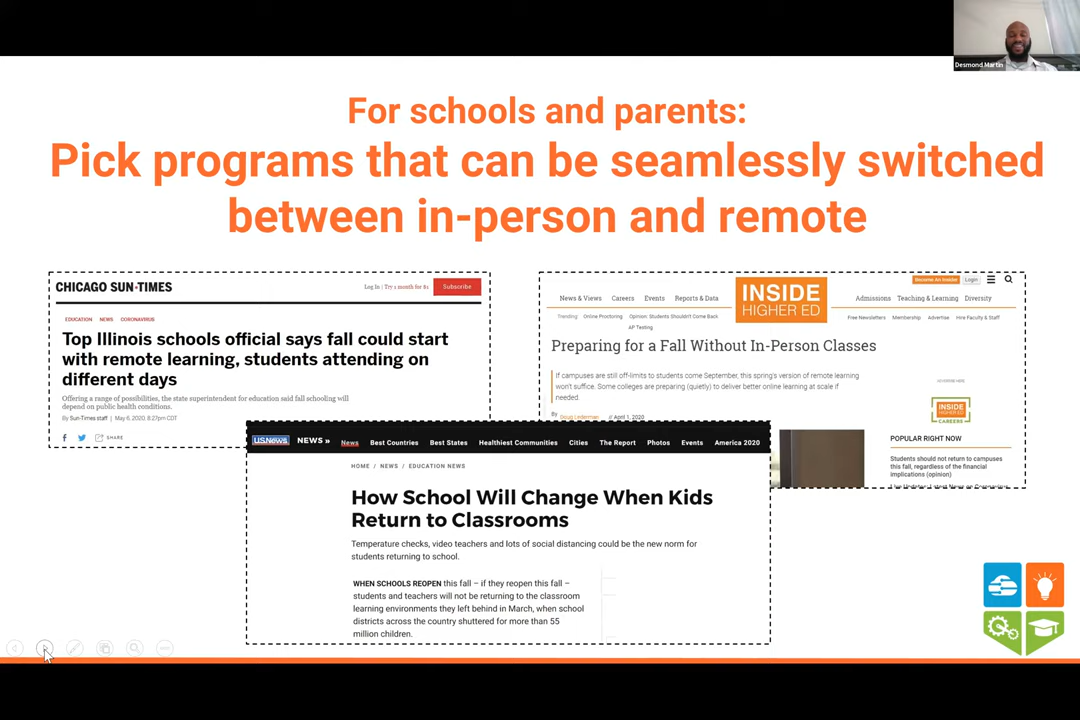 Desmond Martin
For schools and parents:
Pick programs that can be seamlessly switched
between in-person and remote
CHICAGO SUN-TIMES
Log In | Try 1 month for $1
Subscribe
EDUCATION NEWS CORONAVIRUS
Top Illinois schools official says fall could start
with remote learning, students attending on
different days
Offering a range of possibilities, the state superintendent for education said fall schooling will
depend on public health conditions.
By Sun-Times staff | May 6, 2020, 8:27pm CDT
SHARE
Become An Insider
Login
News & Views Careers Events Reports & Data
INSIDE
HIGHER ED
Admissions Teaching & Learning Diversity
Trending: Online Proctoring Opinion: Students Shouldn't Come Back
AP Testing
Free Newsletters Membership Advertise Hire Faculty & Staff
Preparing for a Fall Without In-Person Classes
If campuses are still off-limits to students come September, this spring's version of remote learning
won't suffice. Some colleges are preparing (quietly) to deliver better online learning at scale if
needed.
By Doug Lederman // April 1, 2020
ADVERTISE HERE
INSIDE
HIGHER ED
CAREERS
POPULAR RIGHT NOW
Students should not return to campuses
this fall, regardless of the financial
implications (opinion)
Live Updates: Latest News on Coronavirus
U.S.News NEWS » News Best Countries Best States Healthiest Communities Cities The Report Photos Events America 2020
HOME / NEWS / EDUCATION NEWS
How School Will Change When Kids
Return to Classrooms
Temperature checks, video teachers and lots of social distancing could be the new norm for
students returning to school.
WHEN SCHOOLS REOPEN this fall – if they reopen this fall –
students and teachers will not be returning to the classroom
learning environments they left behind in March, when school
districts across the country shuttered for more than 55
million children.